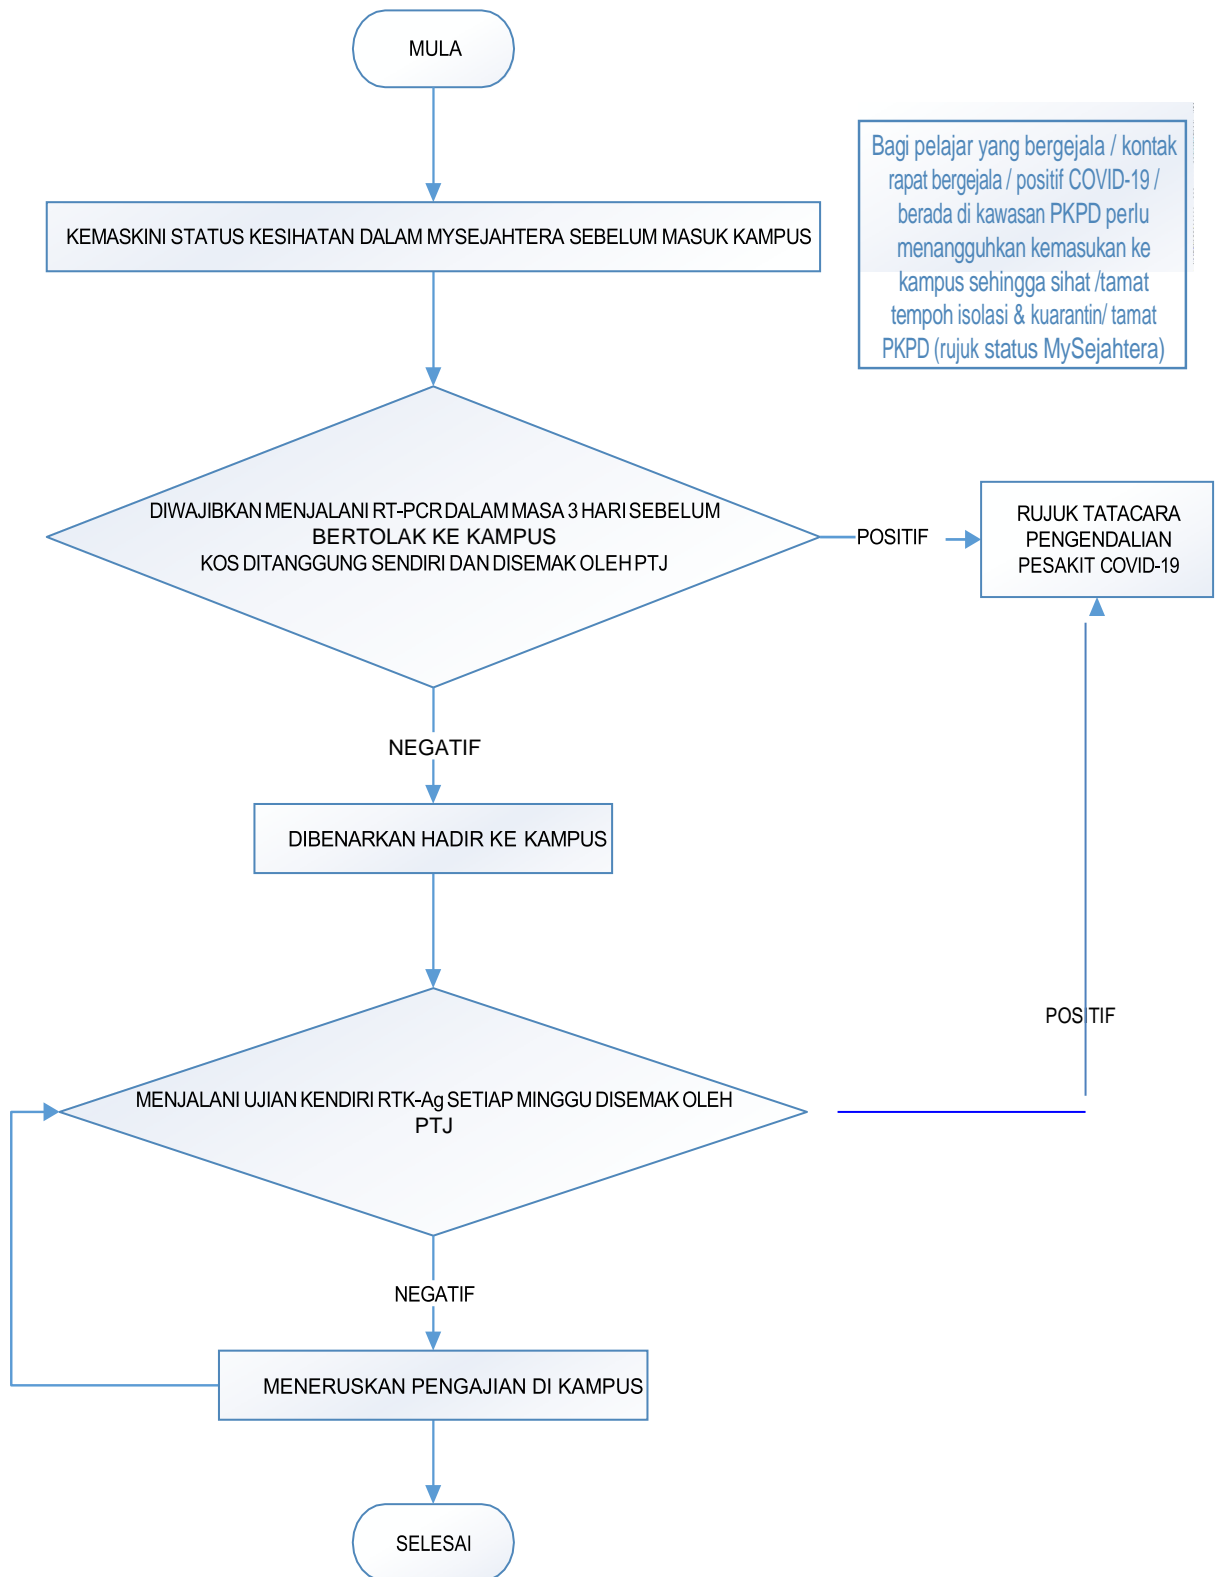 MULA
KEMASKINI STATUS KESIHATAN DALAM MYSEJAHTERA SEBELUM MASUK KAMPUS
Bagi pelajar yang bergejala / kontak
rapat bergejala / positif COVID-19 /
berada di kawasan PKPD perlu
menangguhkan kemasukan ke
kampus sehingga sihat /tamat
tempoh isolasi & kuarantin/ tamat
PKPD (rujuk status MySejahtera)
DIWAJIBKAN MENJALANI RT-PCR DALAM MASA 3 HARI SEBELUM
BERTOLAK KE KAMPUS
KOS DITANGGUNG SENDIRI DAN DISEMAK OLEH PTJ
POSITIF
RUJUK TATACARA
PENGENDALIAN
PESAKIT COVID-19
NEGATIF
DIBENARKAN HADIR KE KAMPUS
POSITIF
MENJALANI UJIAN KENDIRI RTK-Ag SETIAP MINGGU DISEMAK OLEH
PTJ
NEGATIF
MENERUSKAN PENGAJIAN DI KAMPUS
SELESAI